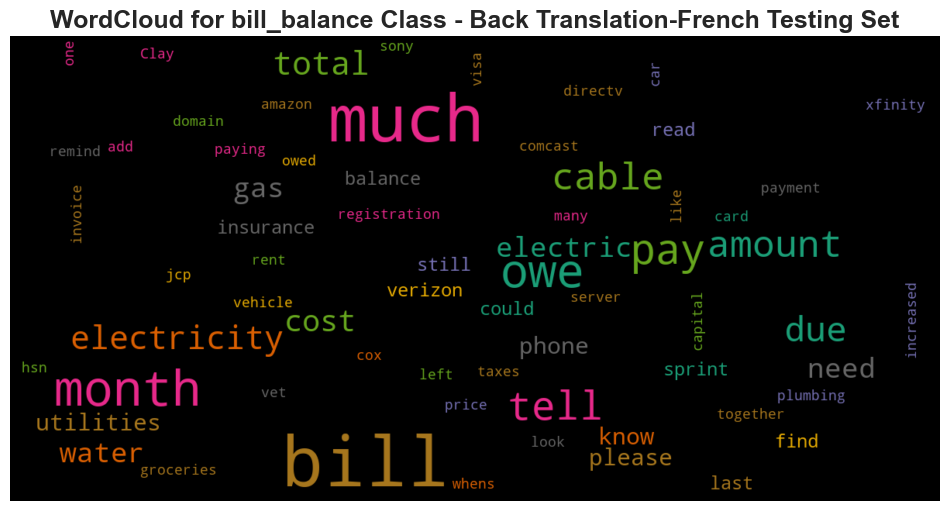 WordCloud for bill_balance Class - Back Translation-French Testing Set
one
Clay
sony
total
visa
car
directv
amazon
xfinity
much
domain
read
remind
add
paying
owed
comcast
cable
gas
balance
payment
invoice
insurance
registration
many
like
card
electric
pay
amount
rent
still
owe
jcp
verizon
vehicle
server
could
capital
increased
cost
electricity
due
phone
cox
hsn
month
left
taxes
sprint
need
vet
price
tell
plumbing
together
utilities
water
groceries
bill
whens
look
know
please
find
last